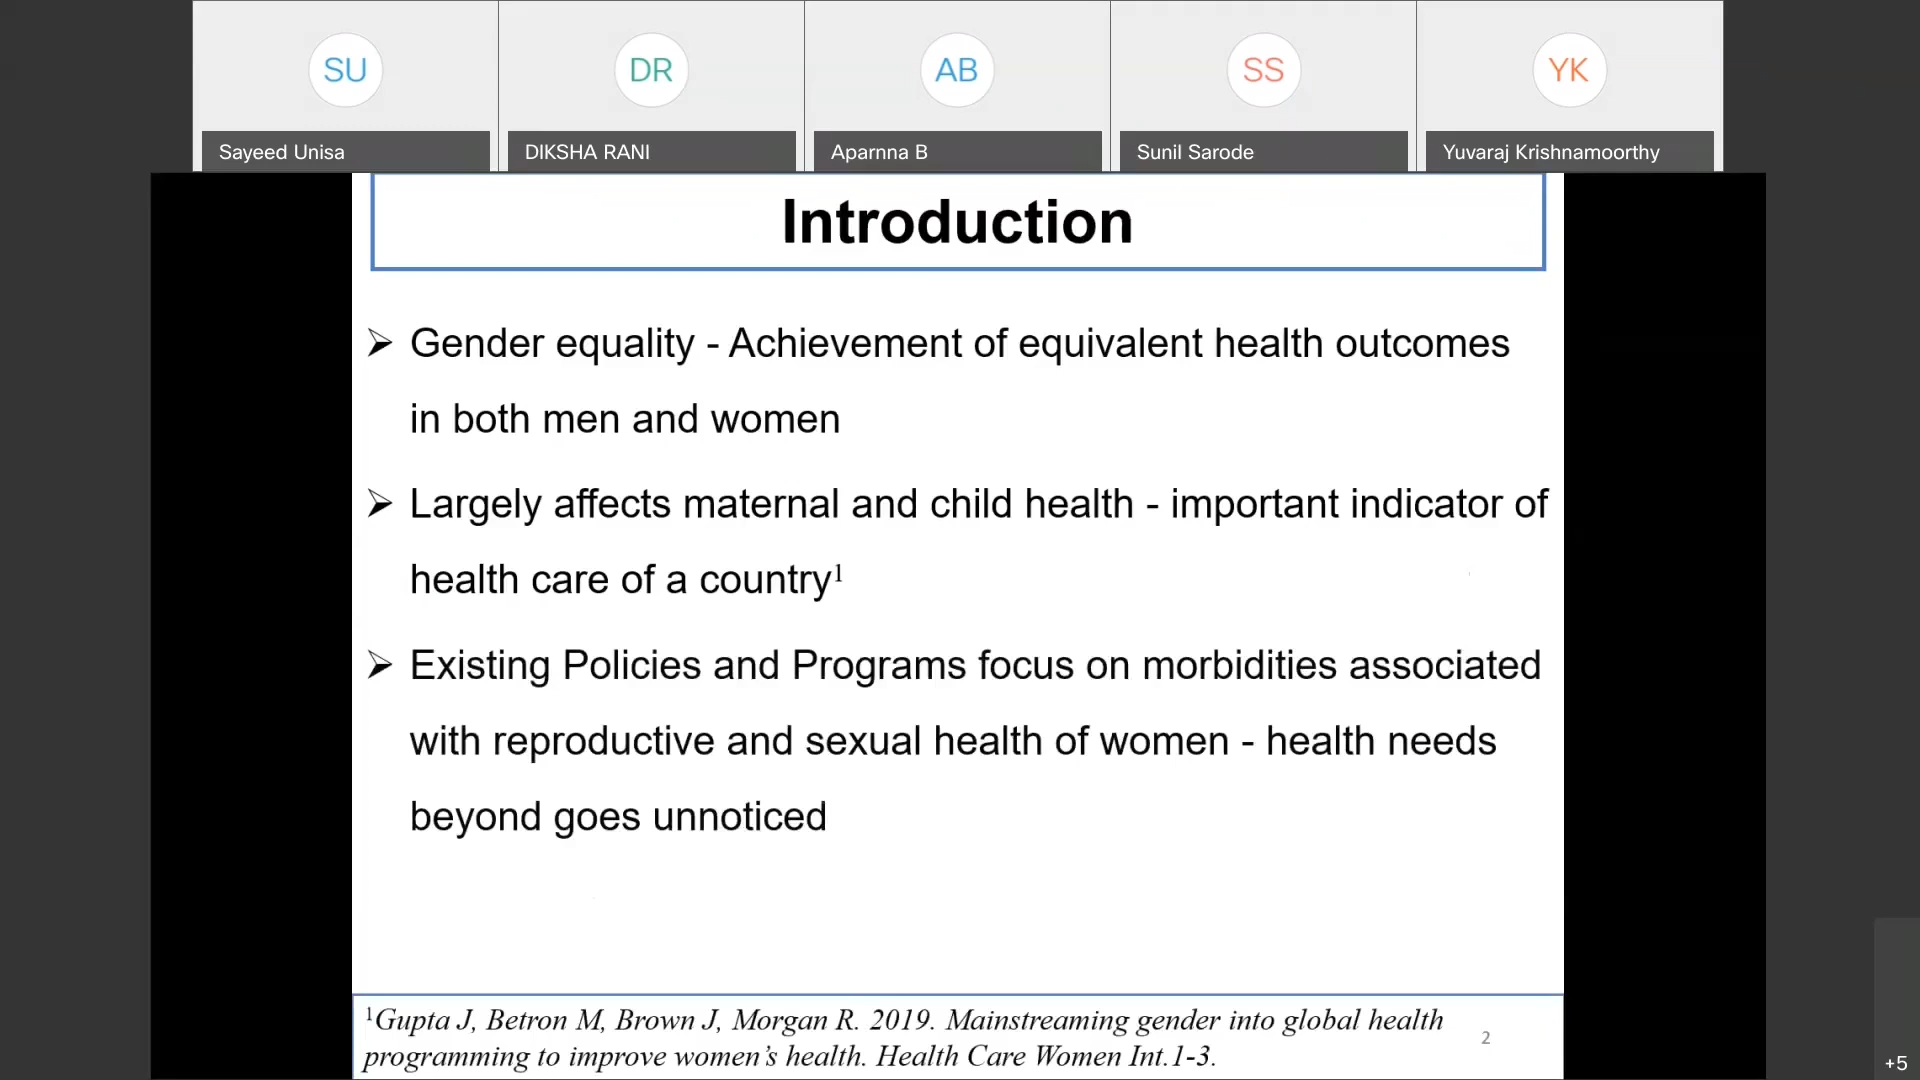 SU
DR
AB
SS
YK
Sayeed Unisa
DIKSHA RANI
Aparnna B
Sunil Sarode
Yuvaraj Krishnamoorthy
Introduction
➢ Gender equality - Achievement of equivalent health outcomes
in both men and women
➢ Largely affects maternal and child health - important indicator of
health care of a country¹
➢ Existing Policies and Programs focus on morbidities associated
with reproductive and sexual health of women - health needs
beyond goes unnoticed
¹Gupta J, Betron M, Brown J, Morgan R. 2019. Mainstreaming gender into global health
programming to improve women’s health. Health Care Women Int.1-3.
2
+5